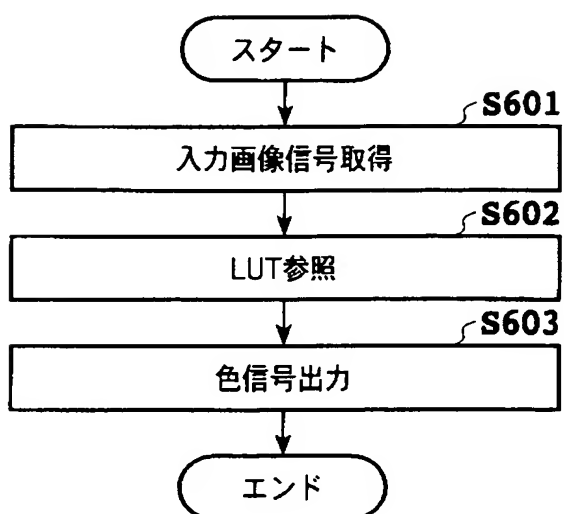 スタート
S601
入力画像信号取得
S602
LUT参照
S603
色信号出力
エンド